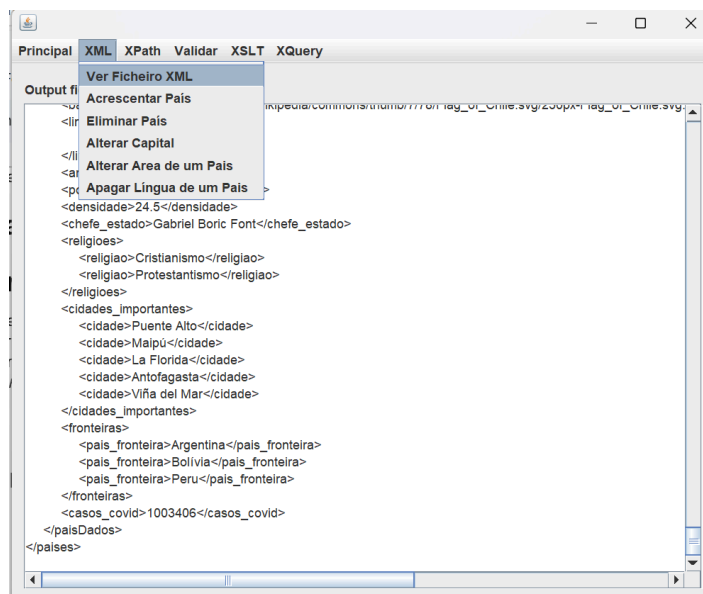 Principal XML XPath Validar XSLT XQuery
Ver Ficheiro XML
Acrescentar País
Eliminar País
Alterar Capital
Alterar Area de um Pais
Apagar Língua de um Pais
Output fi
<densidade>24.5</densidade>
<chefe_estado>Gabriel Boric Font</chefe_estado>
<religioes>
<religiao>Cristianismo</religiao>
<religiao>Protestantismo</religiao>
</religioes>
<cidades_importantes>
<cidade>Puente Alto</cidade>
<cidade>Maipú</cidade>
<cidade>La Florida</cidade>
<cidade>Antofagasta</cidade>
<cidade>Viña del Mar</cidade>
</cidades_importantes>
<fronteiras>
<pais_fronteira>Argentina</pais_fronteira>
<pais_fronteira>Bolívia</pais_fronteira>
<pais_fronteira>Peru</pais_fronteira>
</fronteiras>
<casos_covid>1003406</casos_covid>
</paisDados>
</paises>